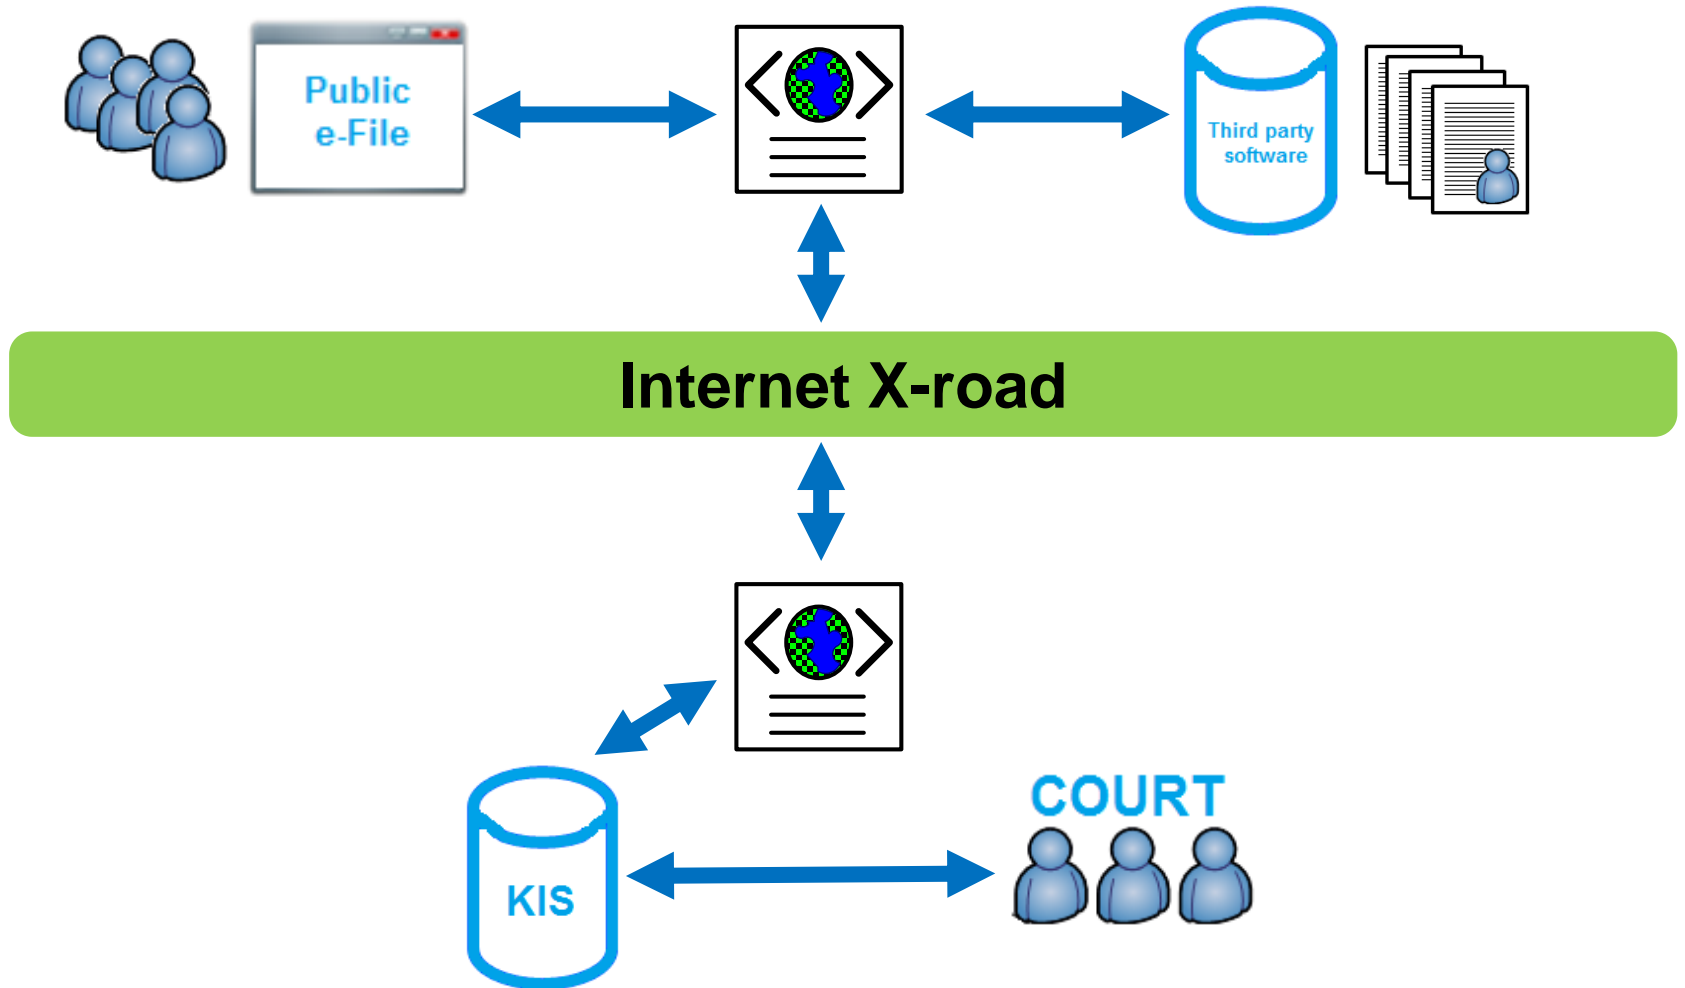 Public
e-File
Third party
software
Internet X-road
COURT
KIS